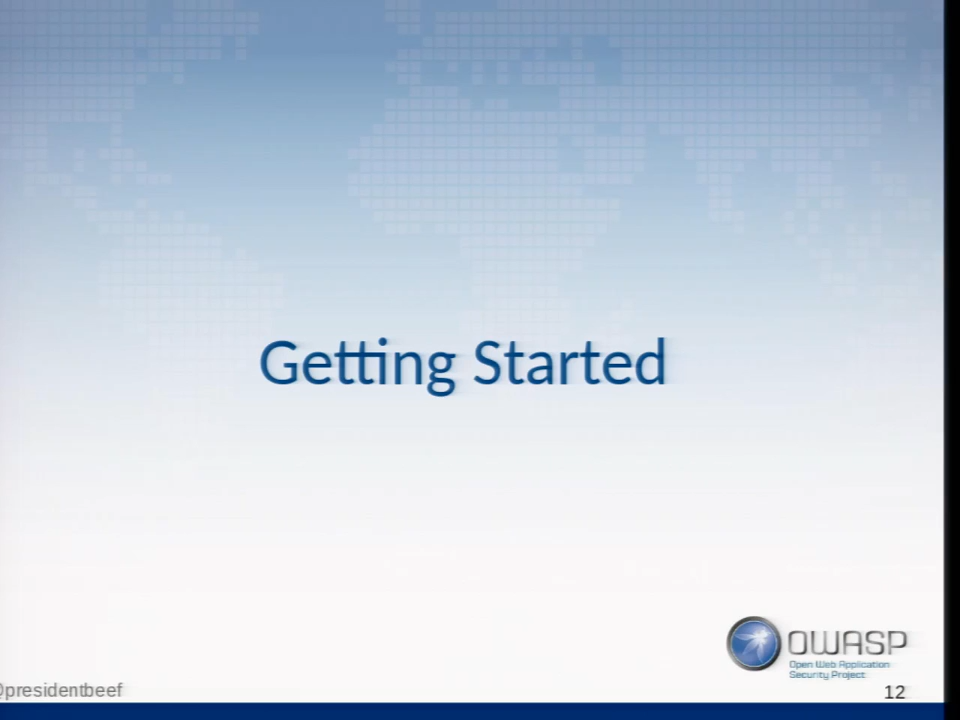 Getting Started
OWASP
Open Web Application
Security Project
@presidentbeef
12